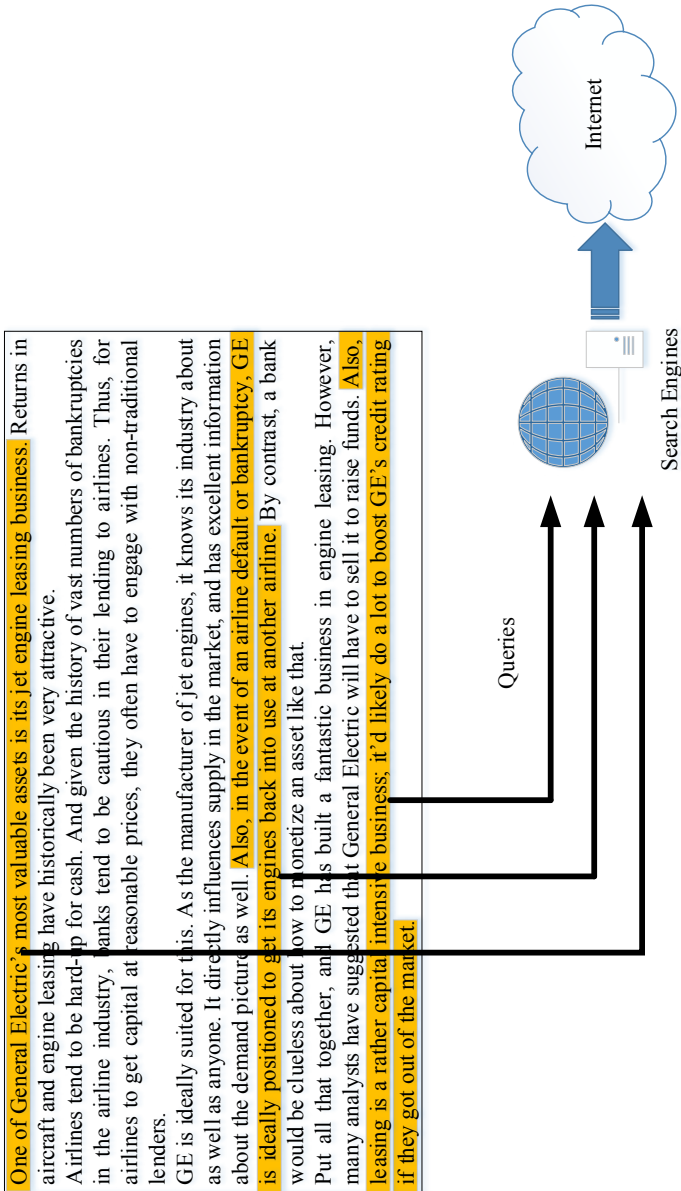 One of General Electric's most valuable assets is its jet engine leasing business. Returns in
aircraft and engine leasing have historically been very attractive.
Airlines tend to be hard-up for cash. And given the history of vast numbers of bankruptcies
in the airline industry, banks tend to be cautious in their lending to airlines. Thus, for
airlines to get capital at reasonable prices, they often have to engage with non-traditional
lenders.
GE is ideally suited for this. As the manufacturer of jet engines, it knows its industry about
as well as anyone. It directly influences supply in the market, and has excellent information
about the demand picture as well. Also, in the event of an airline default or bankruptcy, GE
is ideally positioned to get its engines back into use at another airline. By contrast, a bank
would be clueless about how to monetize an asset like that.
Put all that together, and GE has built a fantastic business in engine leasing. However,
many analysts have suggested that General Electric will have to sell it to raise funds. Also,
leasing is a rather capital intensive business; it'd likely do a lot to boost GE's credit rating
if they got out of the market.
Queries
Search Engines
Internet